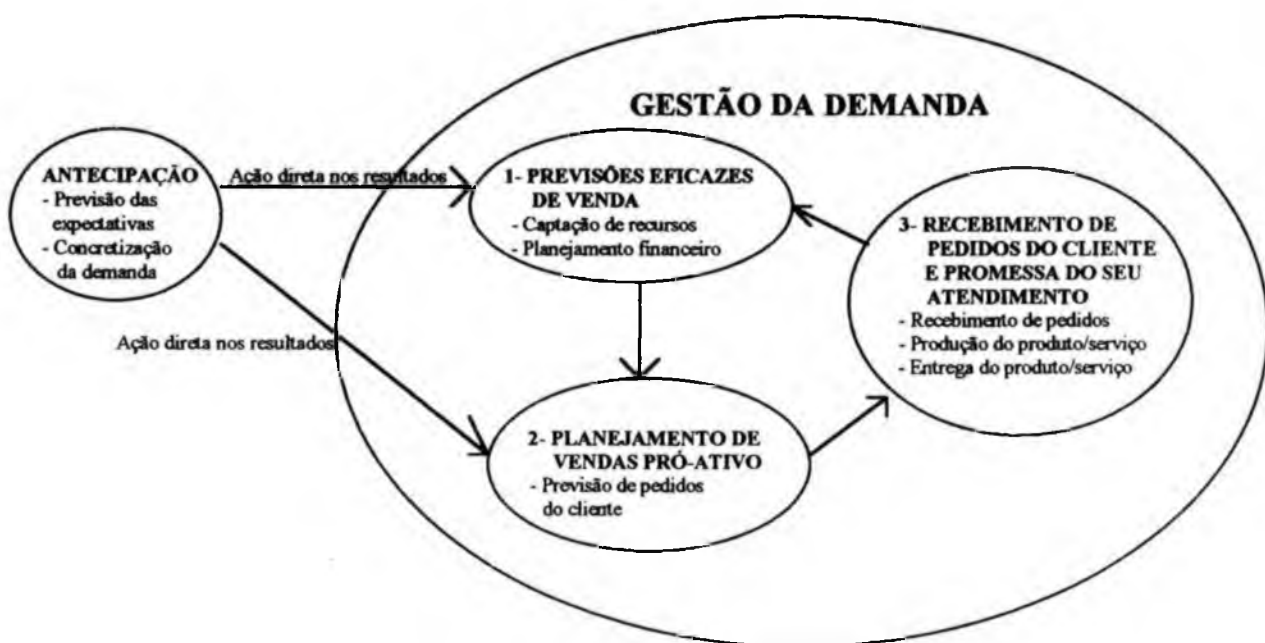 GESTÃO DA DEMANDA
ANTECIPAÇÃO
- Previsão das
expectativas
- Concretização
da demanda
Ação direta nos resultados
Ação direta nos resultados
1- PREVISÕES EFICAZES
DE VENDA
- Captação de recursos
- Planejamento financeiro
2- PLANEJAMENTO DE
VENDAS PRÓ-ATIVO
- Previsão de pedidos
do cliente
3- RECEBIMENTO DE
PEDIDOS DO CLIENTE
E PROMESSA DO SEU
ATENDIMENTO
- Recebimento de pedidos
- Produção do produto/serviço
- Entrega do produto/serviço